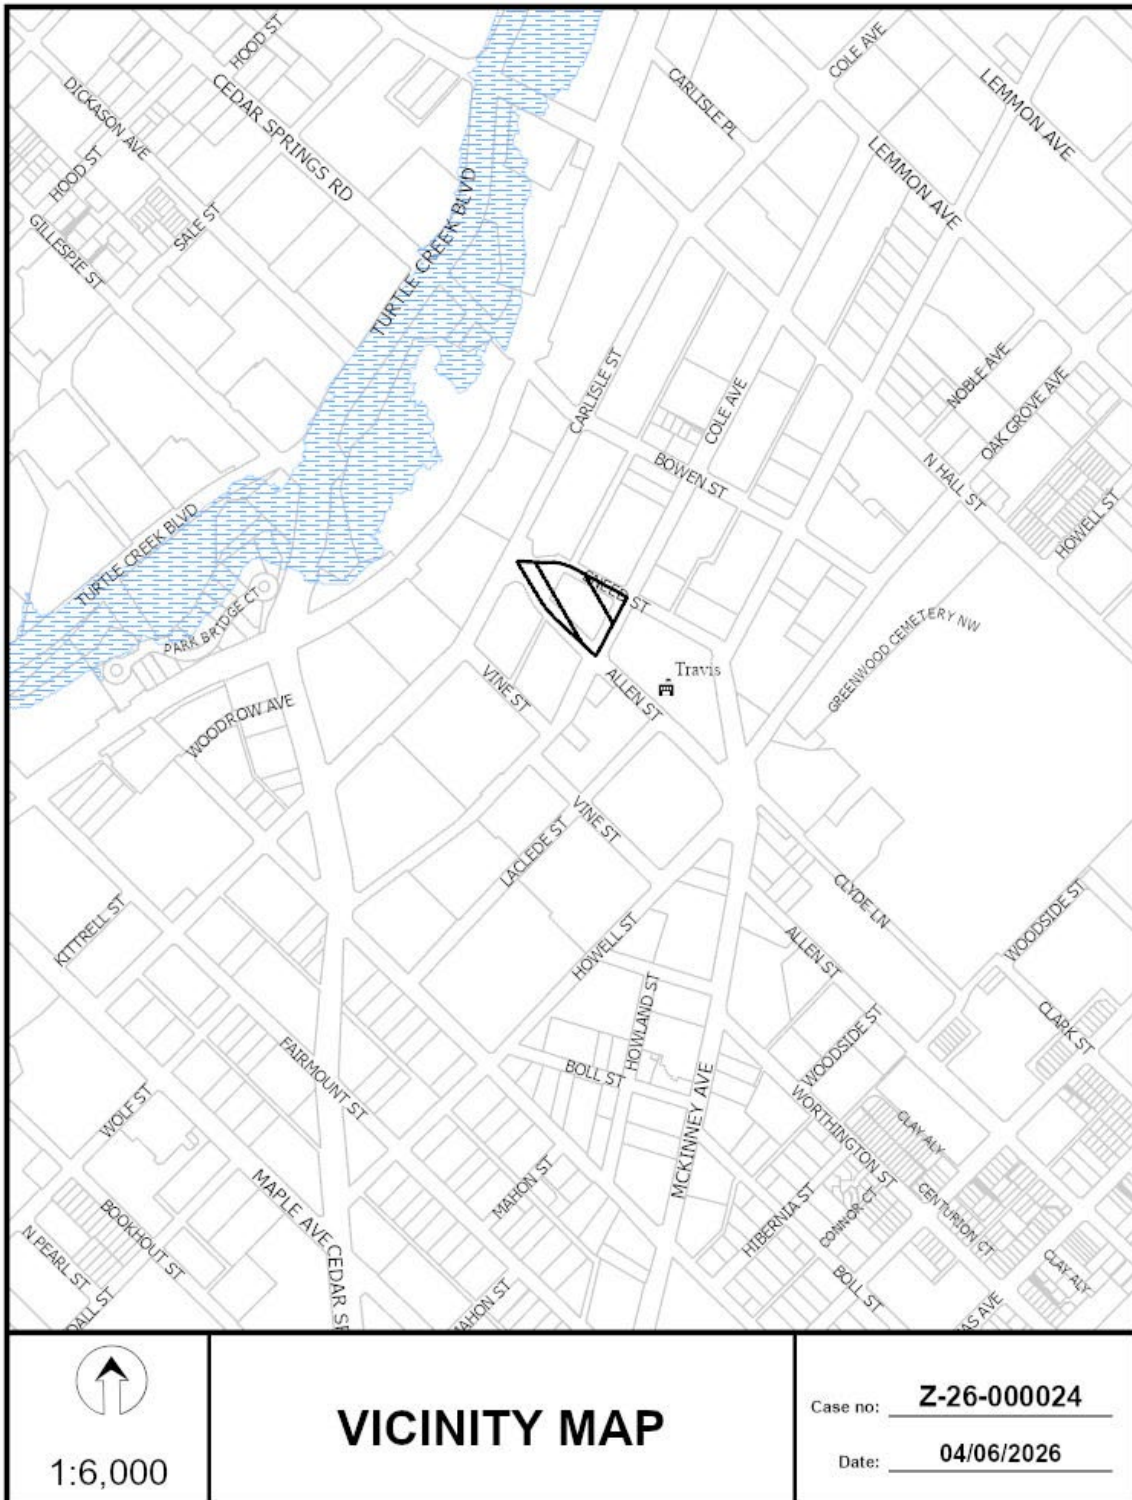 HOOD ST
COLE AVE
CEDAR SPRINGS RD
CARLISLE PL
LEMMON AVE
DICKASON AVE
LEMMON AVE
HOOD ST
SALE ST
GILLESPIE ST
TURTLE CREEK BLVD
CARLISLE ST
COLE AVE
NOBLE AVE
OAK GROVE AVE
BOWEN ST
N HALL ST
HOWELL ST
TURTLE CREEK BLVD
PARK BRIDGE CT
GREENWOOD CEMETERY NW
Travis
VINE ST
ALLEN ST
WOODROW AVE
VINE ST
LACLEDE ST
CLYDE LN
WOODSIDE ST
KITTRELL ST
HOWELL ST
ALLEN ST
HOWLAND ST
CLARK ST
WOODSIDE ST
FAIRMOUNT ST
BOLL ST
MCKINNEY AVE
WOLF ST
WORTHINGTON ST
CLAY ALY
MAHON ST
MAPLE AVE
HIBERNIA ST
CONNOR CT
CENTURION CT
BOOKHOUT ST
N PEARL ST
CEDAR SP
CLAY ALY
BOLL ST
DALL ST
MAHON ST
AS AVE
1:6,000
VICINITY MAP
Case no: Z-26-000024
Date: 04/06/2026